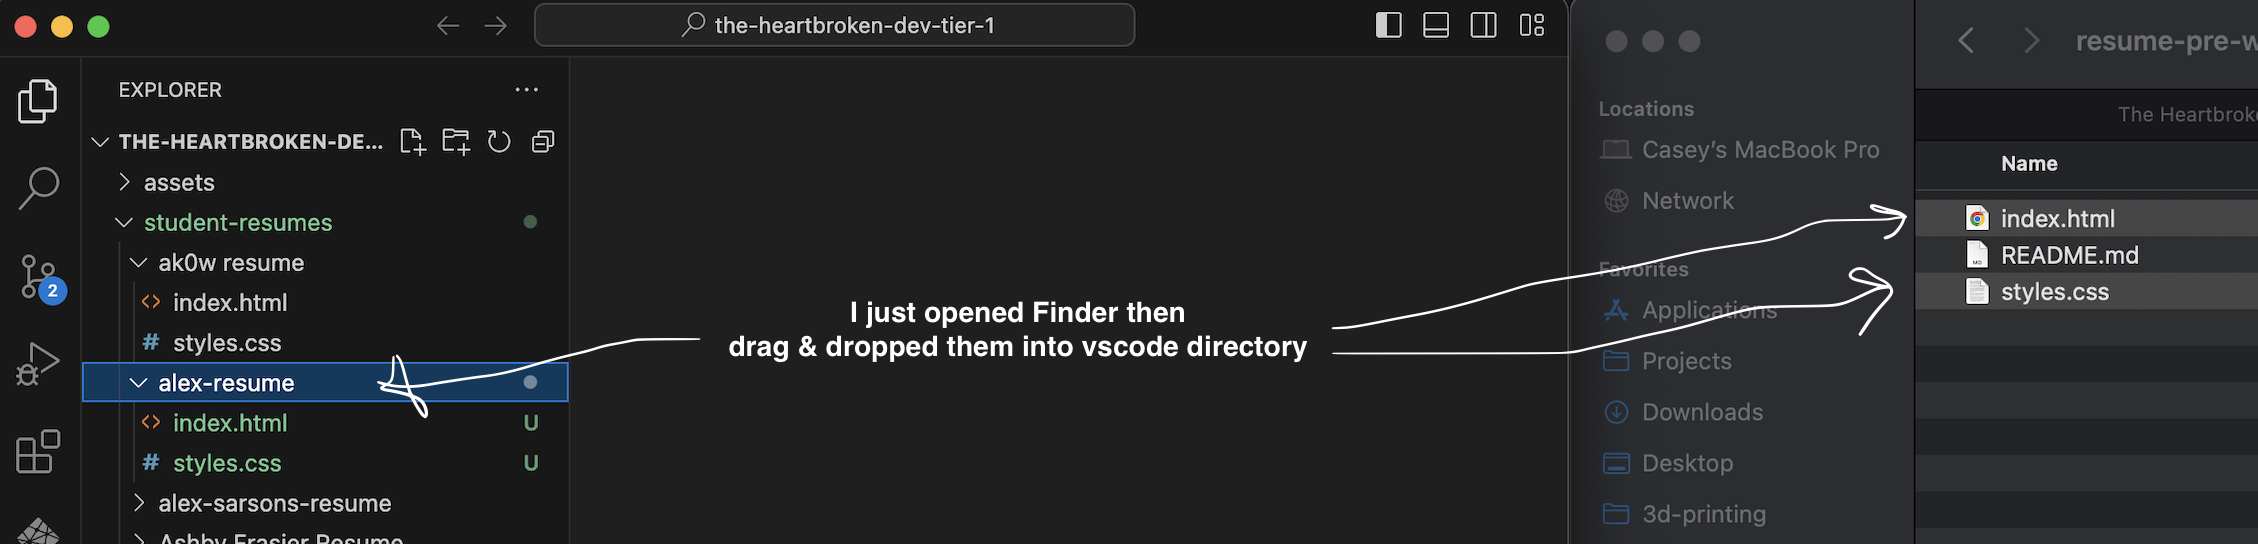 the-heartbroken-dev-tier-1
EXPLORER
THE-HEARTBROKEN-DE...
assets
student-resumes
ak0w resume
index.html
# styles.css
alex-resume
index.html U
# styles.css U
alex-sarsons-resume
Ashby Frasier Resume
2
I just opened Finder then
drag & dropped them into vscode directory
Locations
Casey’s MacBook Pro
Network
Favorites
Applications
Projects
Downloads
Desktop
3d-printing
resume-pre-w
The Heartbroke
Name
index.html
README.md
styles.css